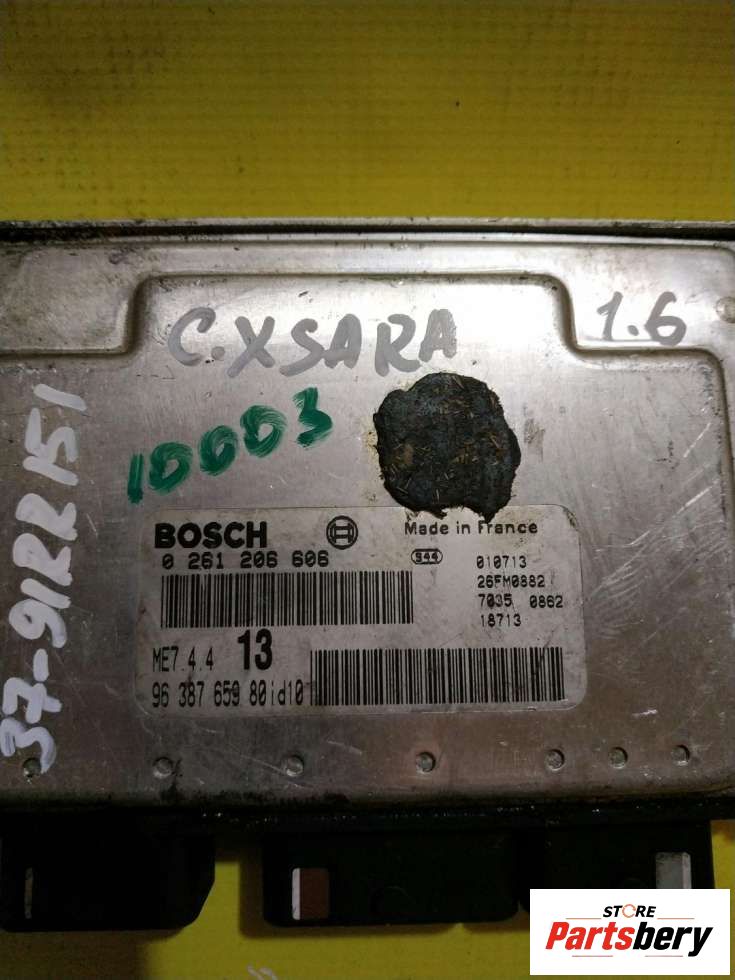 C.XSARA 1.6
10003
37-91RR151
BOSCH
Made in France
0 261 206 606
S44
010713
26FM0882
7035 0862
18713
ME7.4.4 13
96 387 659 80id10
STORE
Partsbery